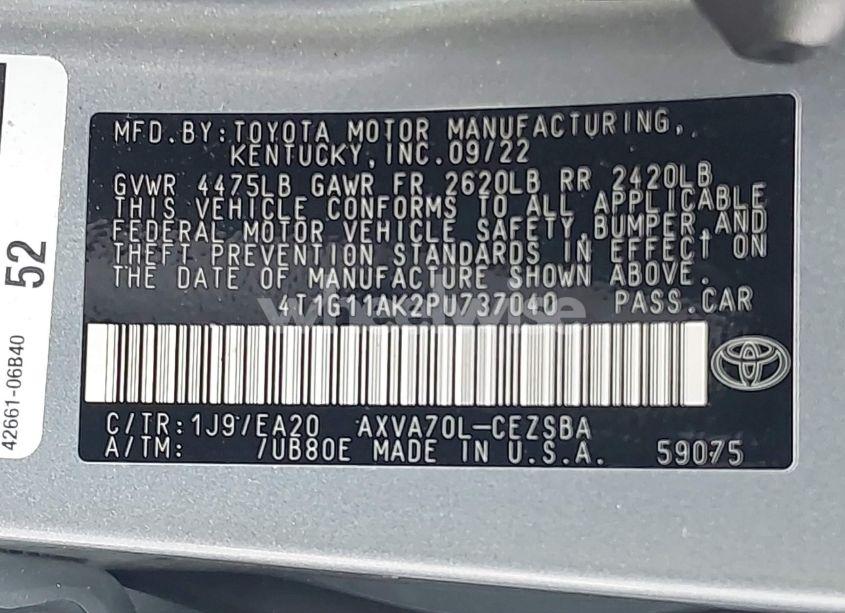 MFD.BY:TOYOTA MOTOR MANUFACTURING,
KENTUCKY, INC.09/22
GVWR 4475LB GAWR FR 2620LB RR 2420LB
THIS VEHICLE CONFORMS TO ALL APPLICABLE
FEDERAL MOTOR VEHICLE SAFETY,BUMPER,AND
THEFT PREVENTION STANDARDS IN EFFECT ON
THE DATE OF MANUFACTURE SHOWN ABOVE.
4T1G11AK2PU737040 PASS.CAR
wheelwise
C/TR:1J9/EA20 AXVA70L-CEZSBA
A/TM: /UB80E MADE IN U.S.A. 59075
52
42661-06B40